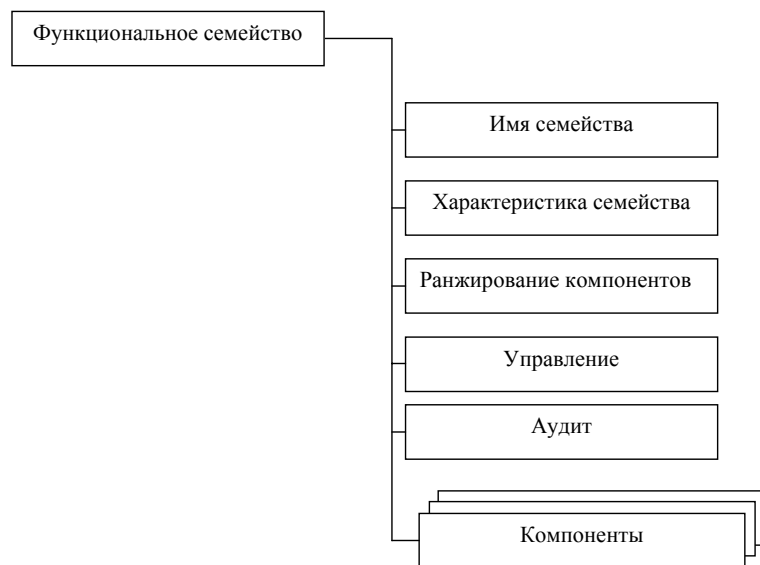 Функциональное семейство
Имя семейства
Характеристика семейства
Ранжирование компонентов
Управление
Аудит
Компоненты